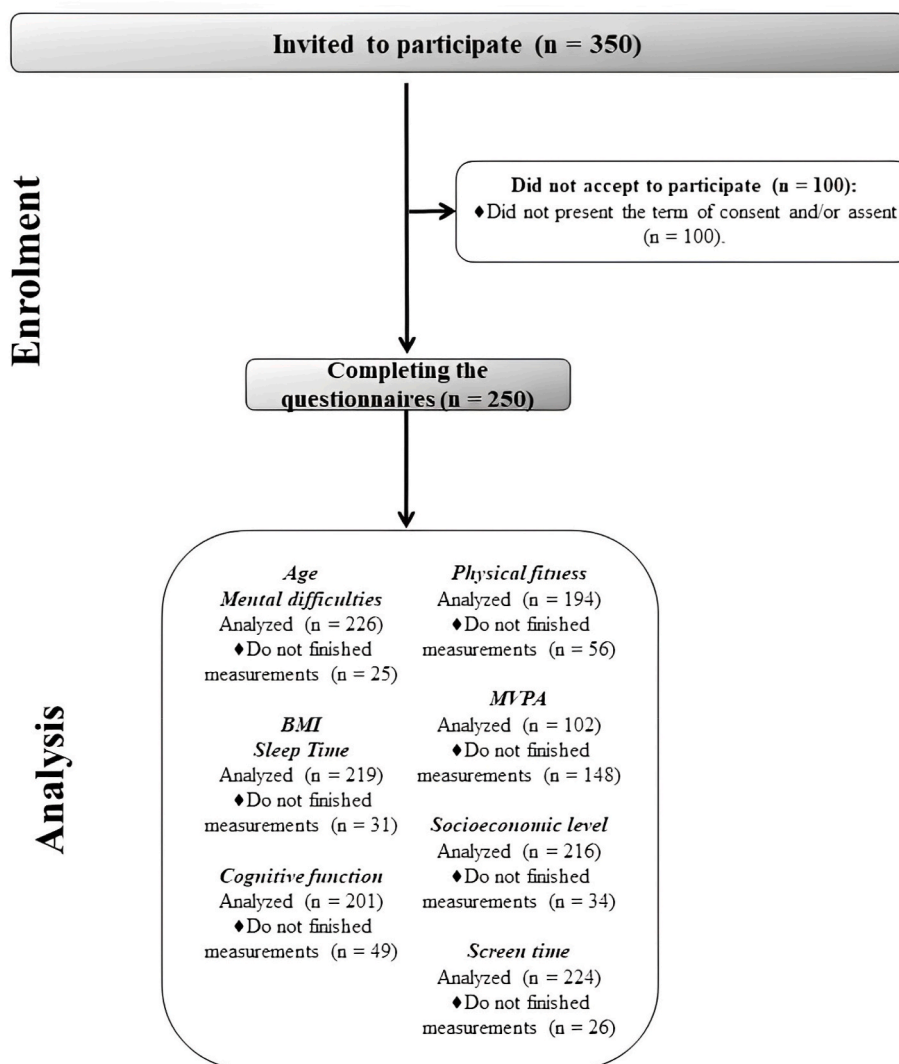 Invited to participate (n = 350)
Enrolment
Did not accept to participate (n = 100):
♦Did not present the term of consent and/or assent
(n = 100).
Completing the
questionnaires (n = 250)
Analysis
Age
Mental difficulties
Analyzed (n = 226)
♦Do not finished
measurements (n = 25)
BMI
Sleep Time
Analyzed (n = 219)
♦Do not finished
measurements (n = 31)
Cognitive function
Analyzed (n = 201)
♦Do not finished
measurements (n = 49)
Physical fitness
Analyzed (n = 194)
♦Do not finished
measurements (n = 56)
MVPA
Analyzed (n = 102)
♦Do not finished
measurements (n = 148)
Socioeconomic level
Analyzed (n = 216)
♦Do not finished
measurements (n = 34)
Screen time
Analyzed (n = 224)
♦Do not finished
measurements (n = 26)